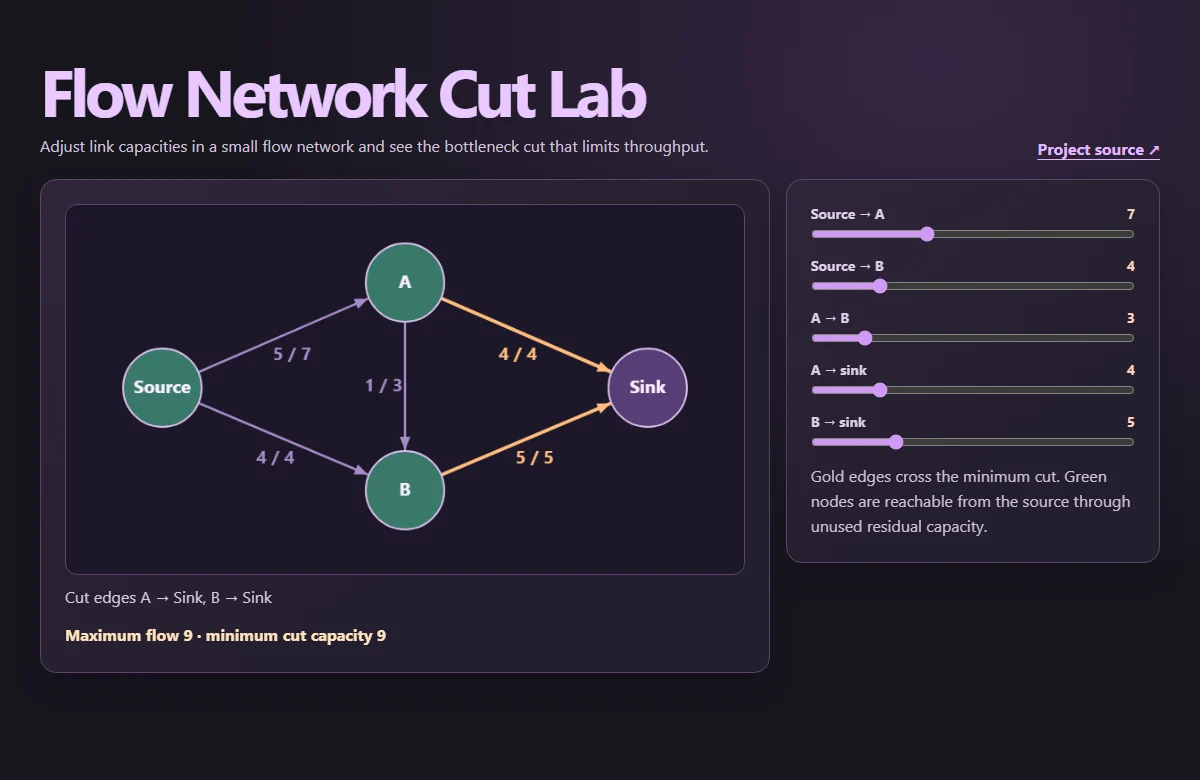 Flow Network Cut Lab
Adjust link capacities in a small flow network and see the bottleneck cut that limits throughput.
Project source ↗
A
5 / 7
4 / 4
Source
1 / 3
Sink
4 / 4
5 / 5
B
Cut edges A → Sink, B → Sink
Maximum flow 9 · minimum cut capacity 9
Source → A 7
Source → B 4
A → B 3
A → sink 4
B → sink 5
Gold edges cross the minimum cut. Green
nodes are reachable from the source through
unused residual capacity.